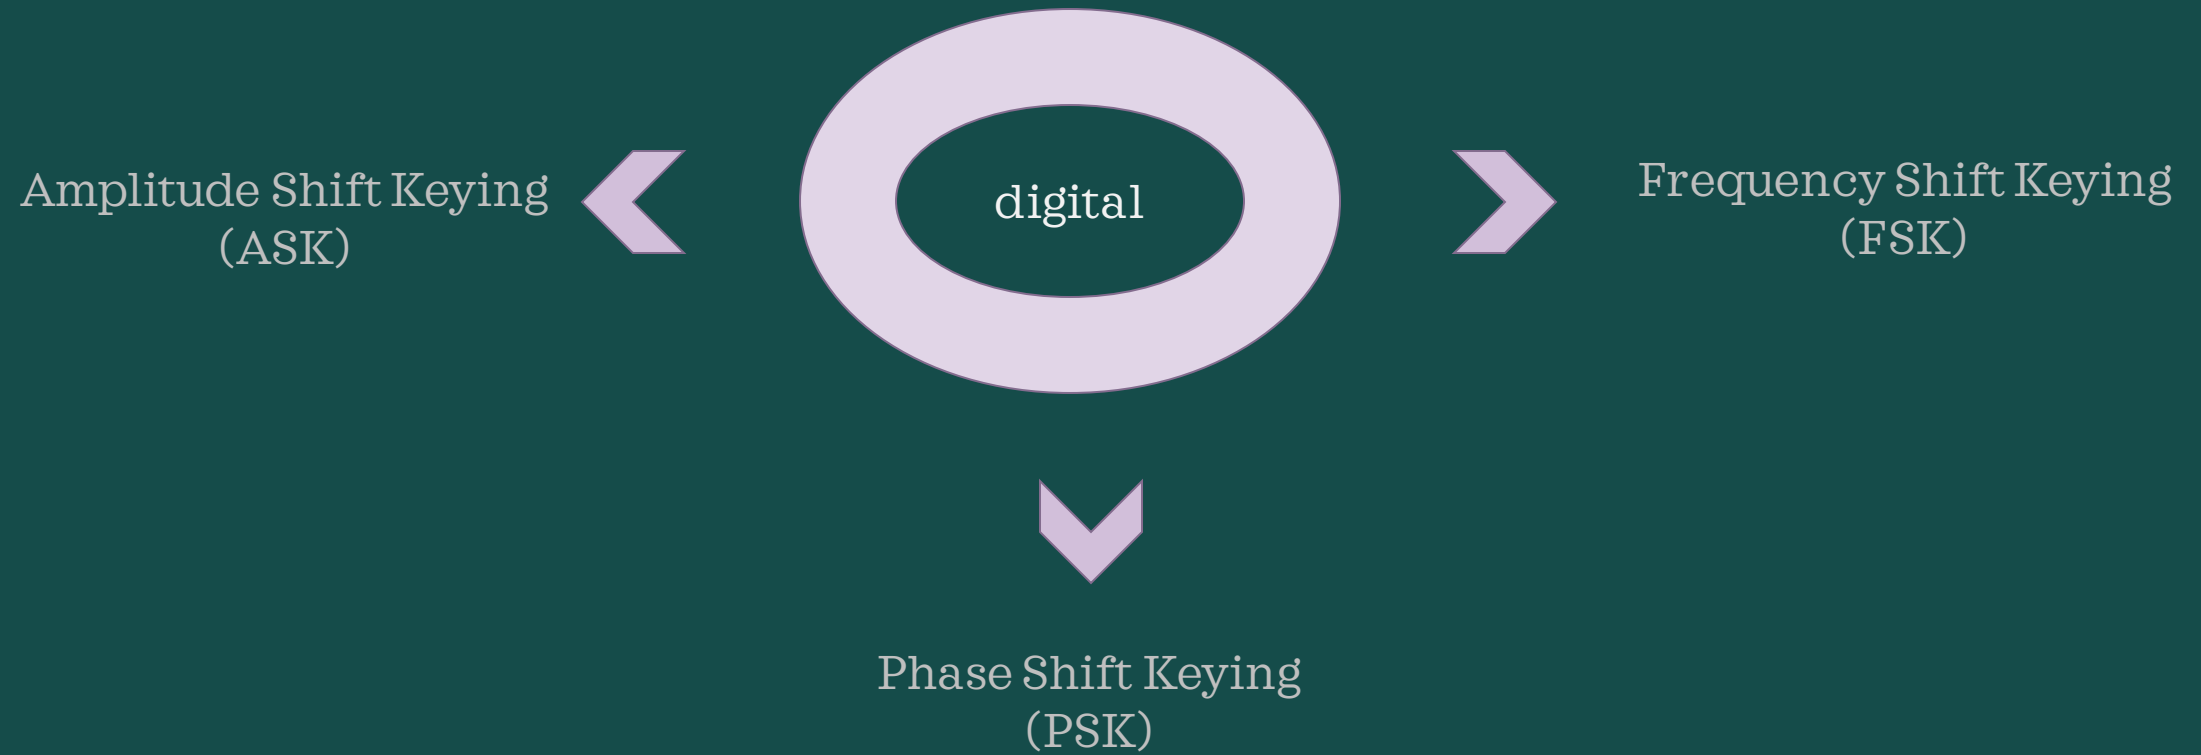 Amplitude Shift Keying
(ASK)
digital
Frequency Shift Keying
(FSK)
Phase Shift Keying
(PSK)